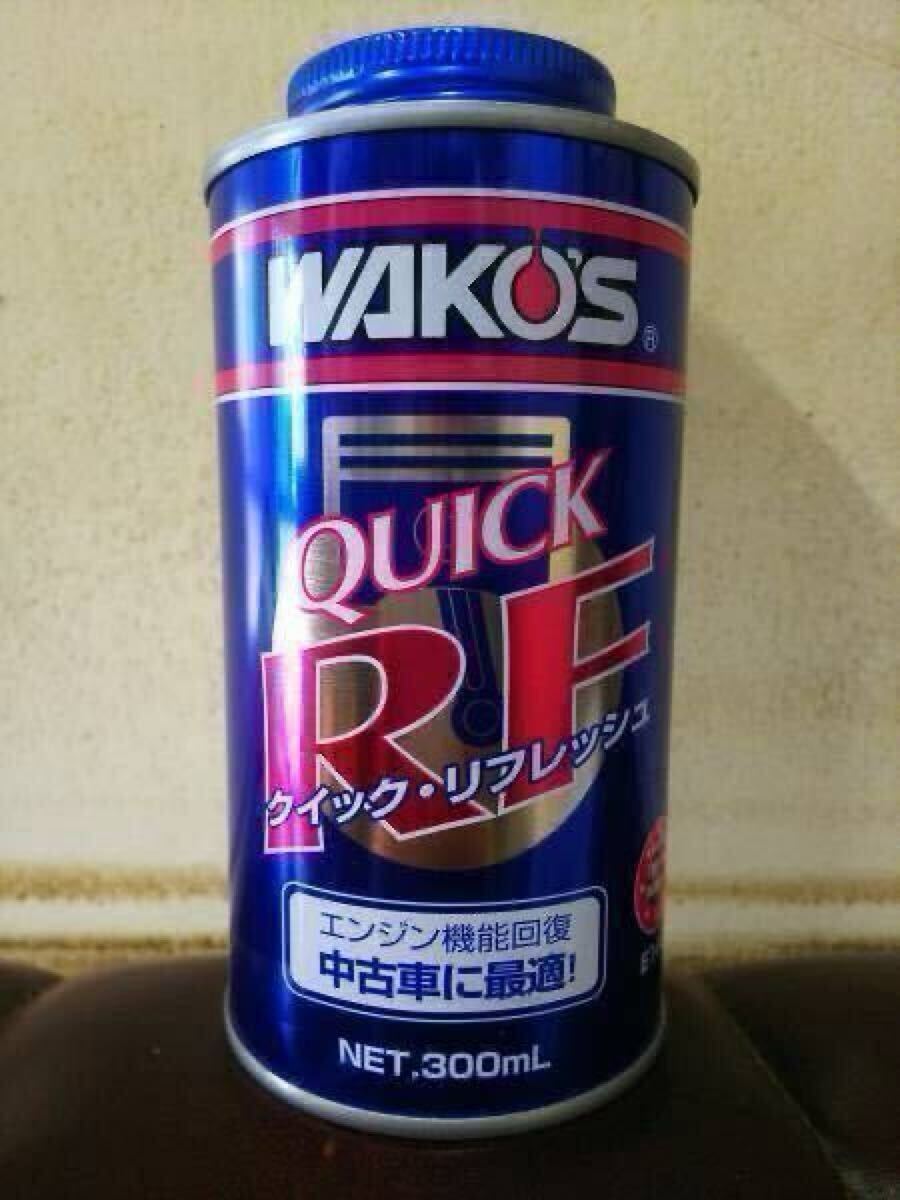 WAKO'S®
QUICK
RF
クイック・リフレッシュ
エンジン機能回復
中古車に最適!
NET.300mL